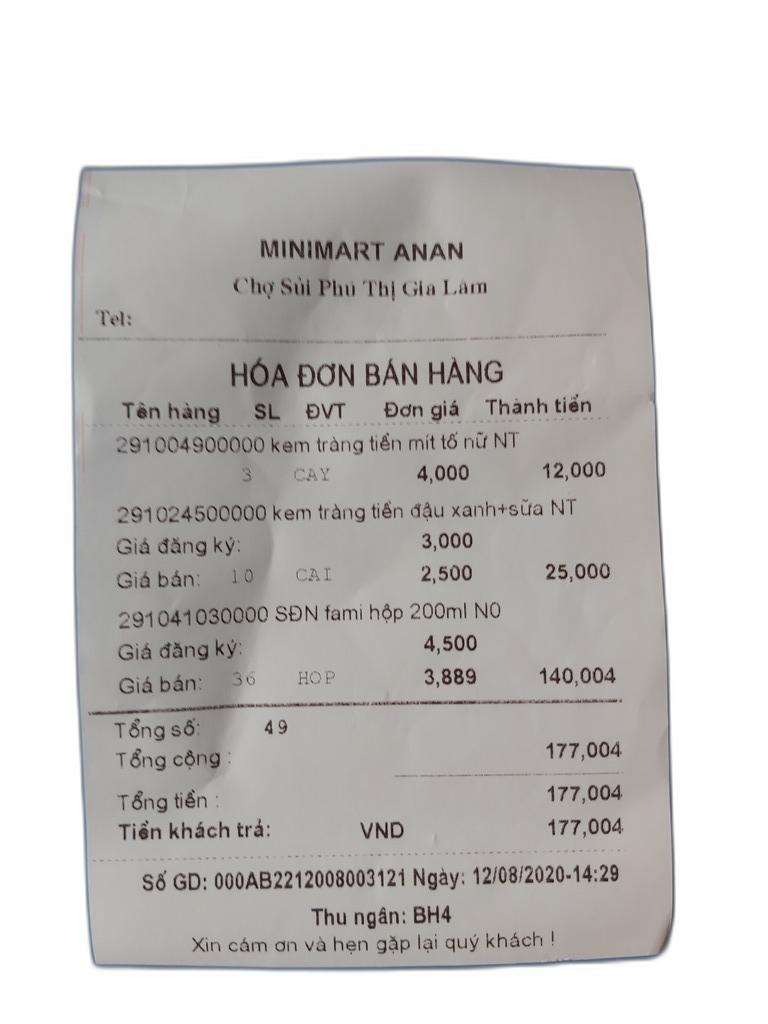 MINIMART ANAN
Chợ Sủi Phú Thị Gia Lâm
Tel:
HÓA ĐƠN BÁN HÀNG
Tên hàng SL ĐVT Đơn giá Thành tiền
291004900000 kem tràng tiền mít tố nữ NT
3 CAY 4,000 12,000
291024500000 kem tràng tiền đậu xanh+sữa NT
Giá đăng ký: 3,000
Giá bán: 10 CAI 2,500 25,000
291041030000 SĐN fami hộp 200ml N0
Giá đăng ký: 4,500
Giá bán: 36 HOP 3,889 140,004
Tổng số: 49
Tổng cộng : 177,004
Tổng tiền : 177,004
Tiền khách trả: VND 177,004
Số GD: 000AB2212008003121 Ngày: 12/08/2020-14:29
Thu ngân: BH4
Xin cám ơn và hẹn gặp lại quý khách !